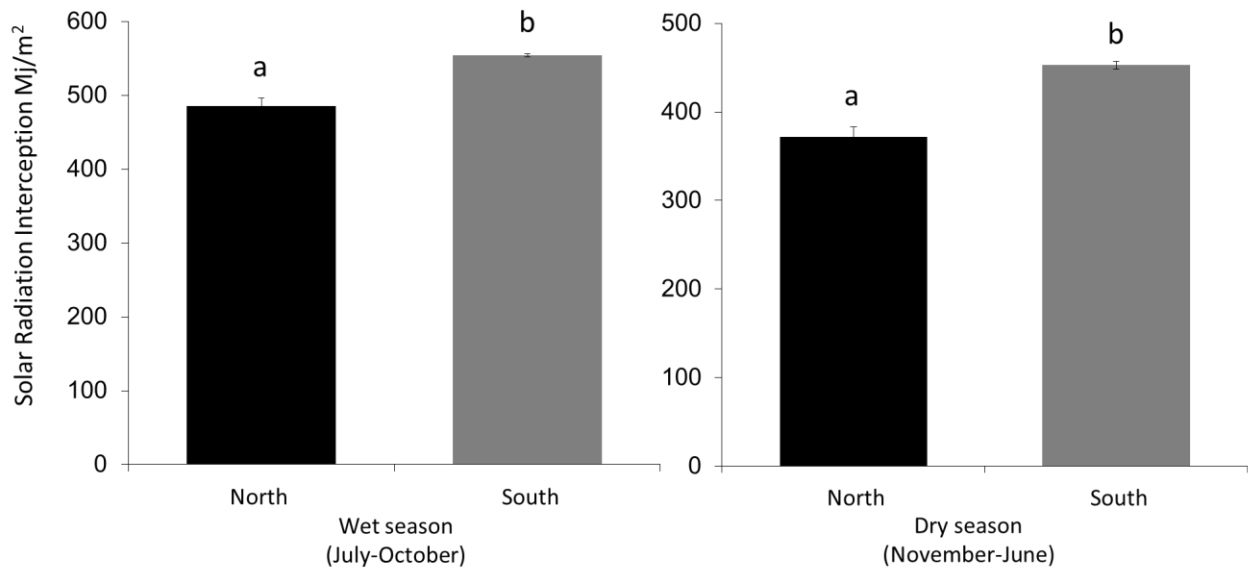 Solar Radiation Interception Mj/m²
600
500
400
300
200
100
0
a
b
North
South
Wet season
(July-October)
500
400
300
200
100
0
a
b
North
South
Dry season
(November-June)